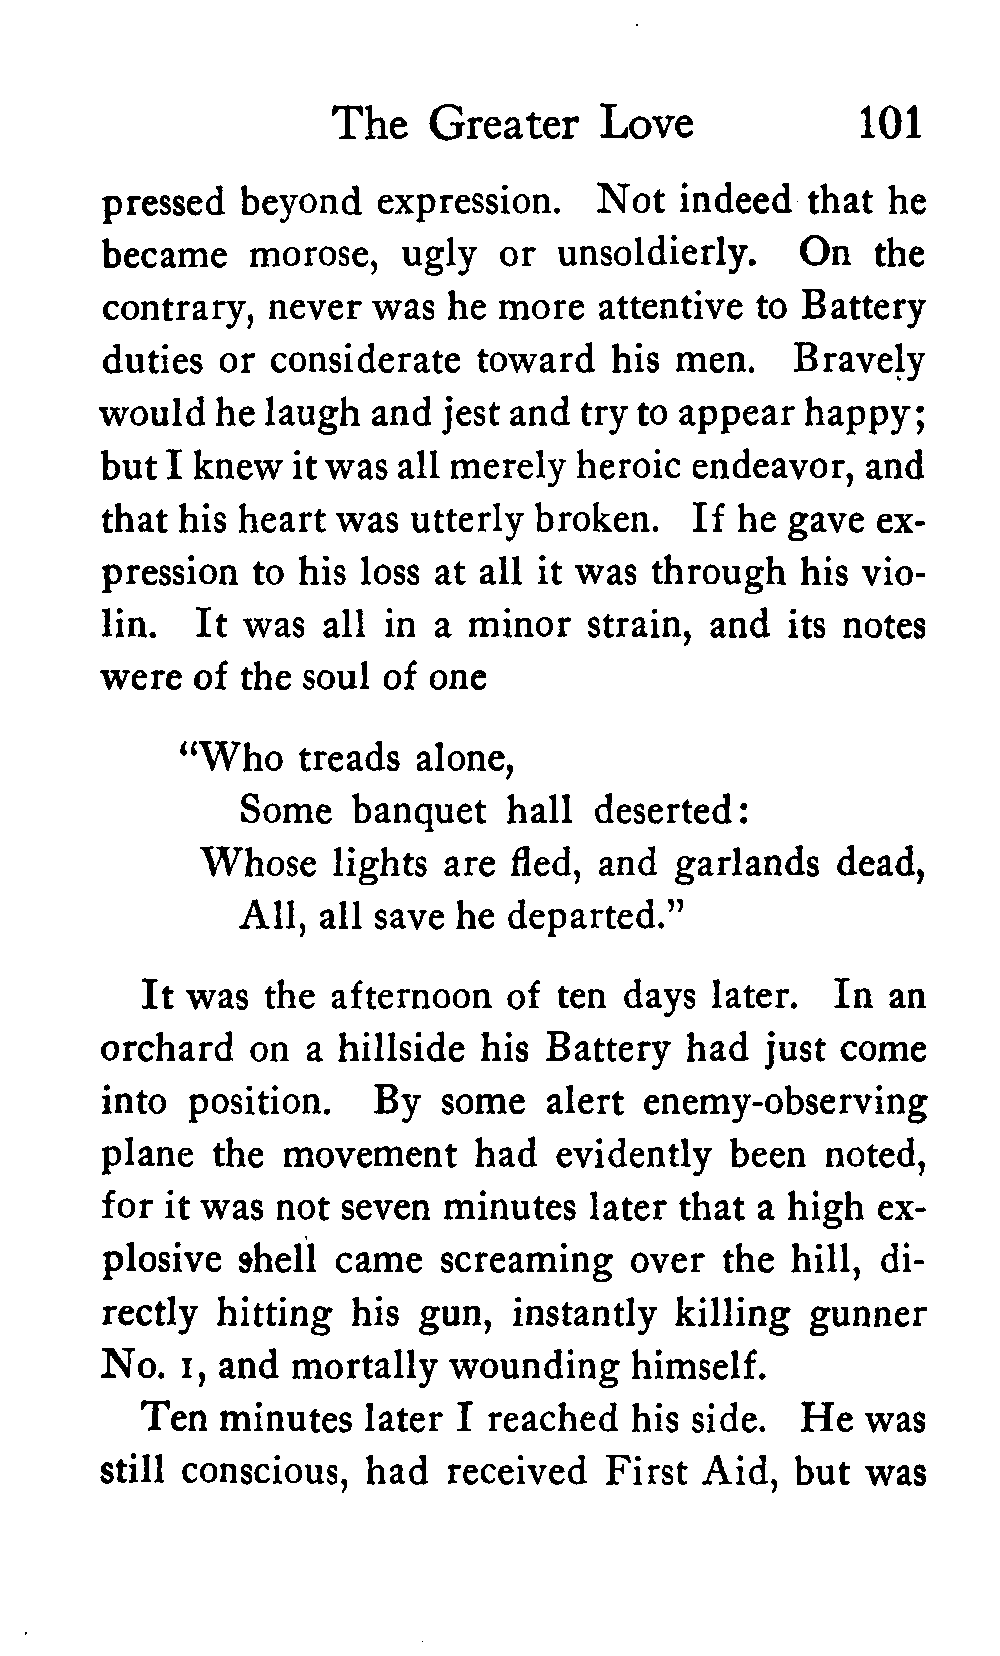 The Greater Love 101
pressed beyond expression. Not indeed that he
became morose, ugly or unsoldierly. On the
contrary, never was he more attentive to Battery
duties or considerate toward his men. Bravely
would he laugh and jest and try to appear happy;
but I knew it was all merely heroic endeavor, and
that his heart was utterly broken. If he gave ex-
pression to his loss at all it was through his vio-
lin. It was all in a minor strain, and its notes
were of the soul of one
“Who treads alone,
Some banquet hall deserted:
Whose lights are fled, and garlands dead,
All, all save he departed.”
It was the afternoon of ten days later. In an
orchard on a hillside his Battery had just come
into position. By some alert enemy-observing
plane the movement had evidently been noted,
for it was not seven minutes later that a high ex-
plosive shell came screaming over the hill, di-
rectly hitting his gun, instantly killing gunner
No. 1, and mortally wounding himself.
Ten minutes later I reached his side. He was
still conscious, had received First Aid, but was